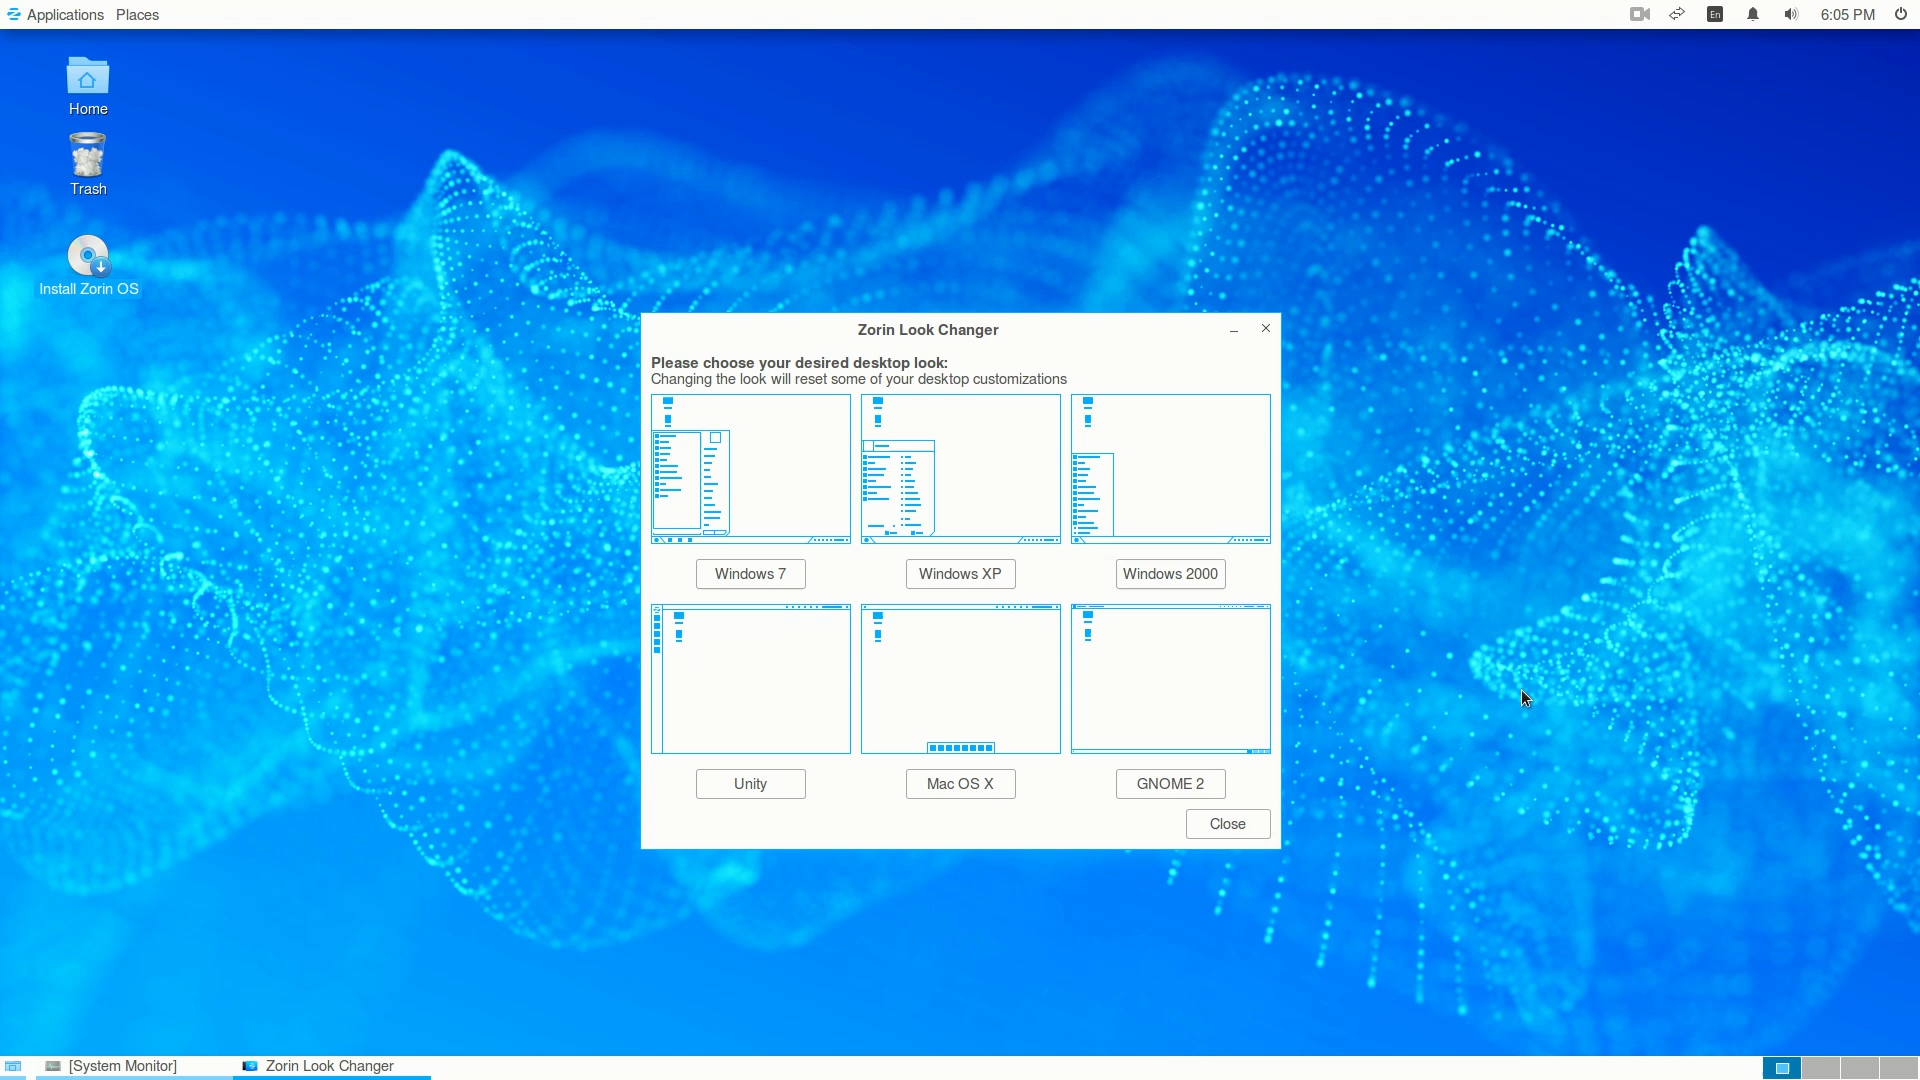 Applications Places
En
6:05 PM
Home
Trash
Install Zorin OS
Zorin Look Changer
Please choose your desired desktop look:
Changing the look will reset some of your desktop customizations
Windows 7
Windows XP
Windows 2000
Unity
Mac OS X
GNOME 2
Close
[System Monitor]
Zorin Look Changer